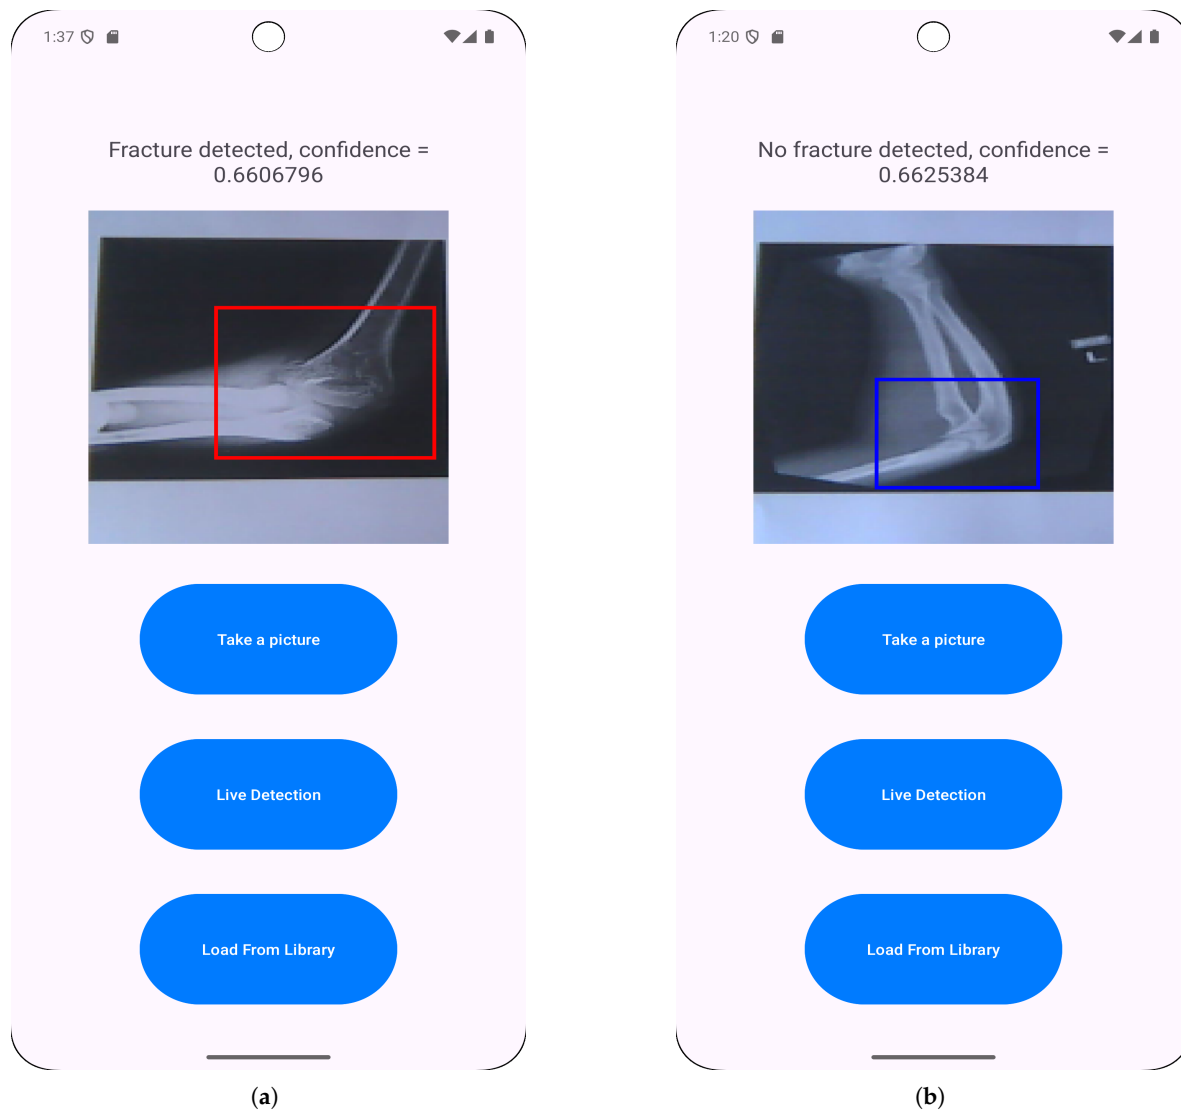 1:37
Fracture detected, confidence =
0.6606796
Take a picture
Live Detection
Load From Library
(a)
1:20
No fracture detected, confidence =
0.6625384
L
Take a picture
Live Detection
Load From Library
(b)